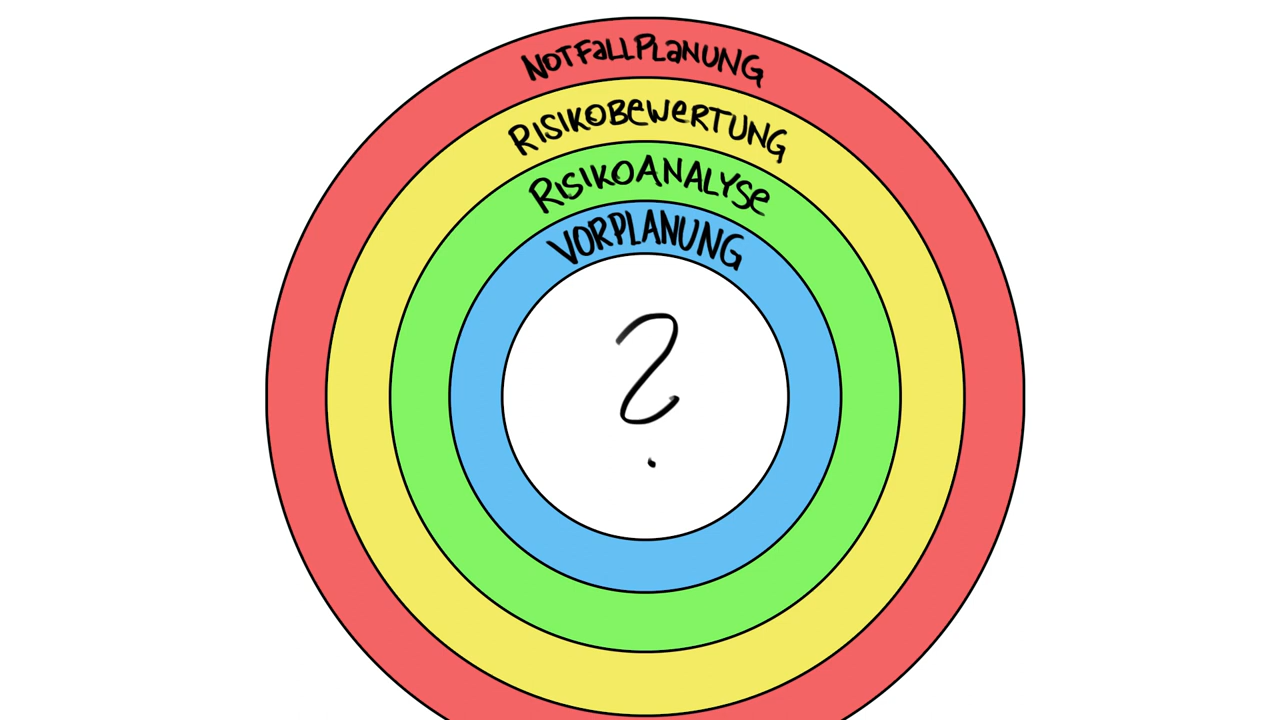 NOTFaLLPLaNUNG
RISIKOBeWeRTUNG
RISIKOANALYSe
VORPLANUNG
?